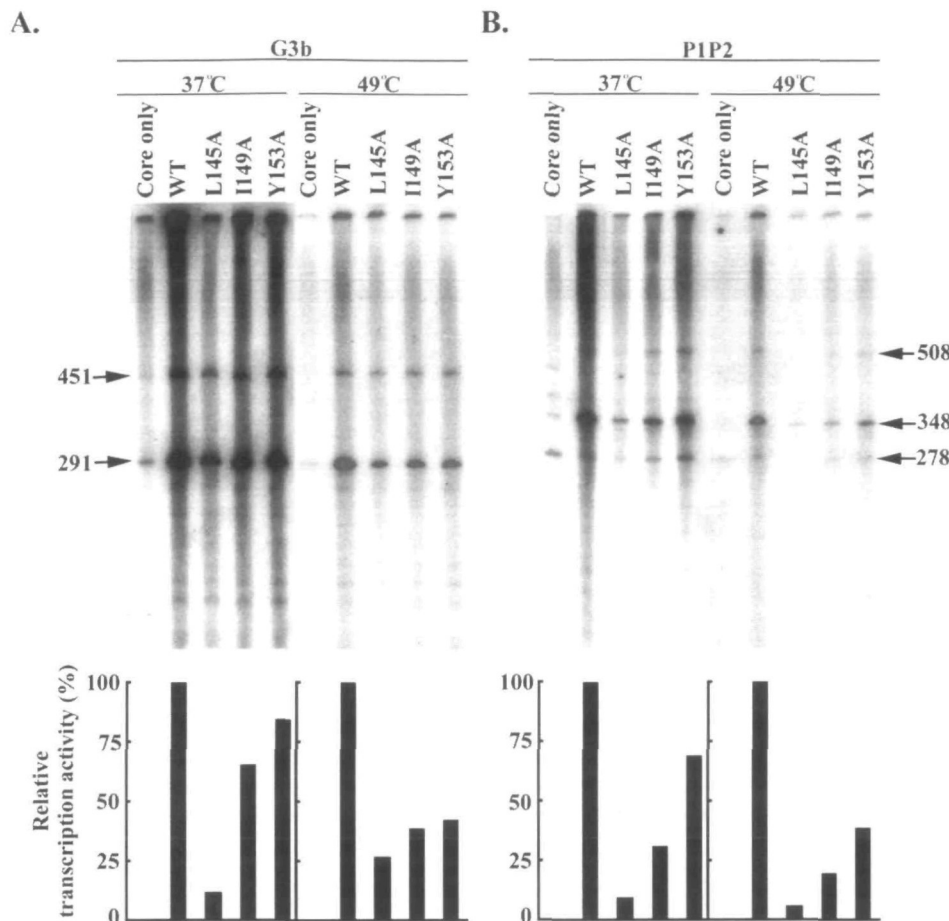 A.
G3b
37°C
49°C
Core only
WT
L145A
I149A
Y153A
Core only
WT
L145A
I149A
Y153A
451
291
B.
P1P2
37°C
49°C
Core only
WT
L145A
I149A
Y153A
Core only
WT
L145A
I149A
Y153A
508
348
278
Relative
transcription activity (%)
100
75
50
25
0
100
75
50
25
0